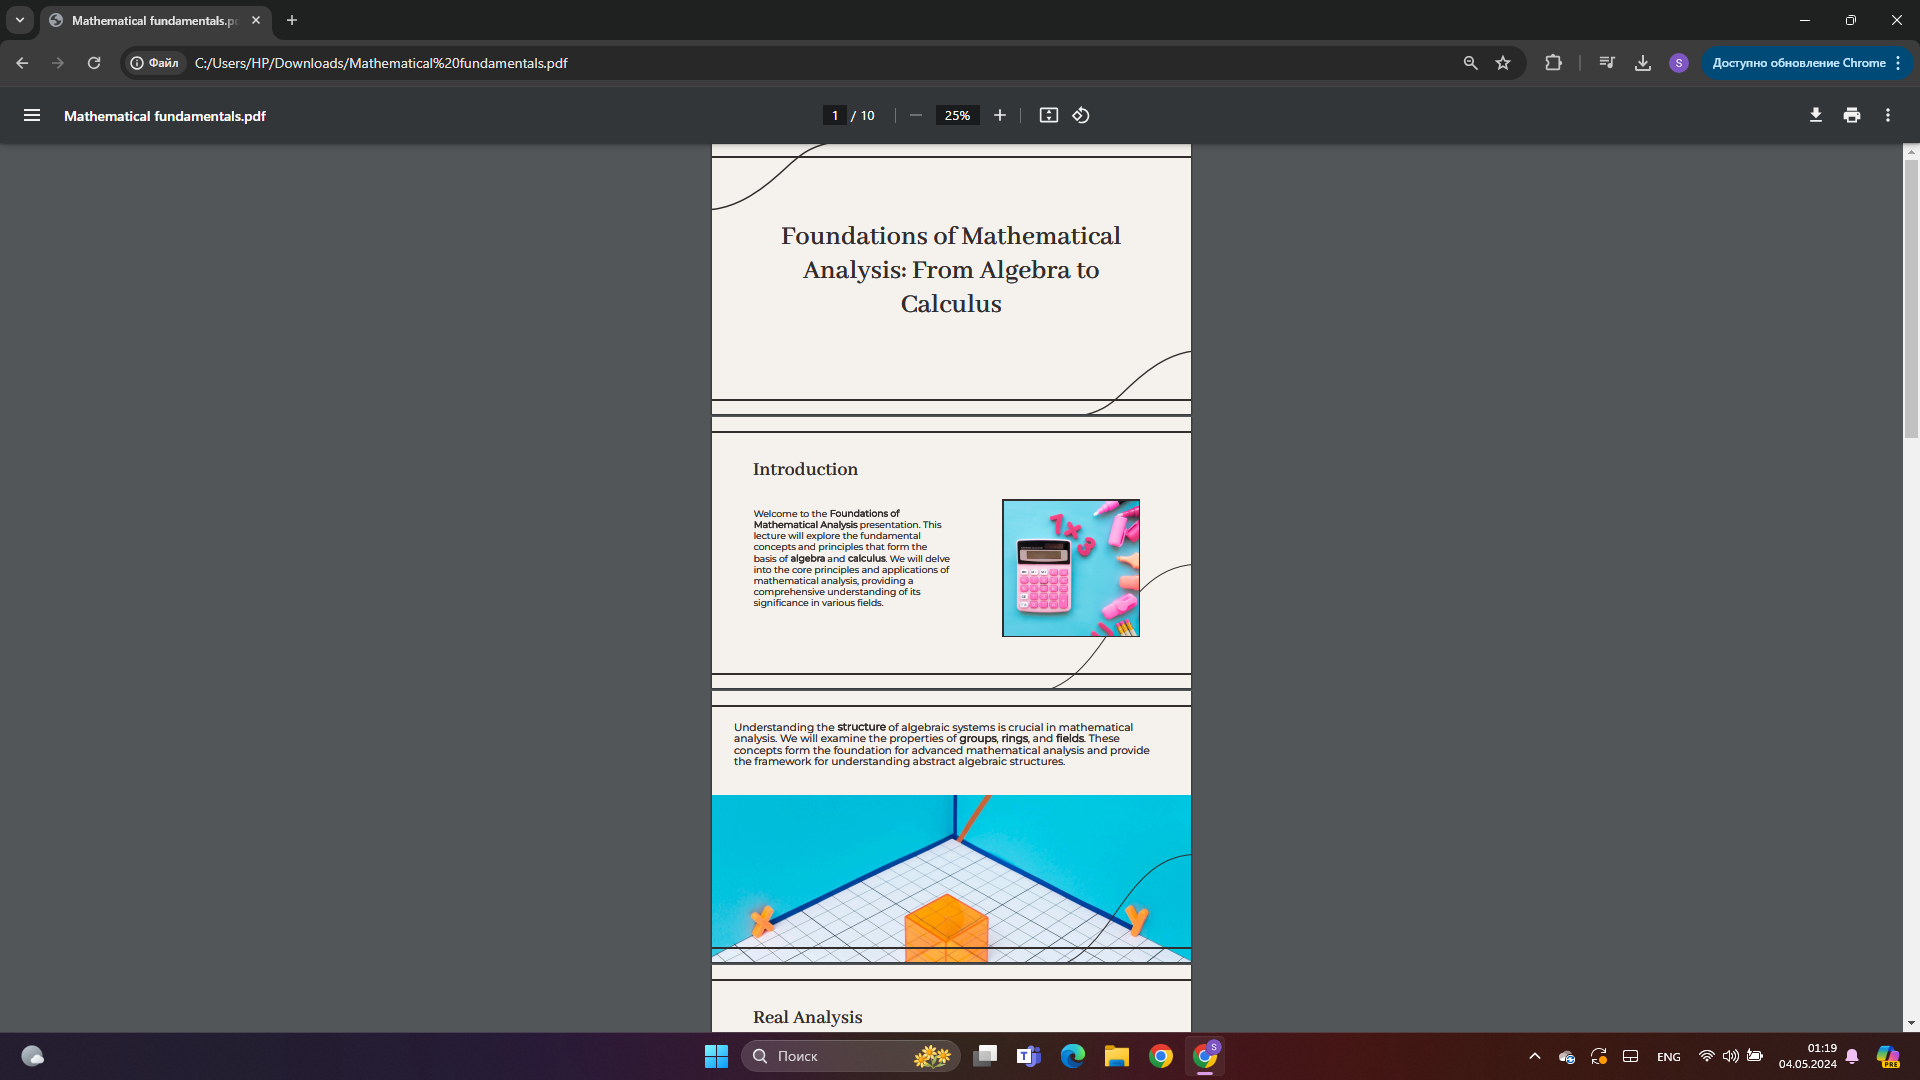 Mathematical fundamentals.p
Файл
C:/Users/HP/Downloads/Mathematical%20fundamentals.pdf
S
Доступно обновление Chrome
Mathematical fundamentals.pdf
1 / 10
25%
Foundations of Mathematical
Analysis: From Algebra to
Calculus
Introduction
Welcome to the Foundations of
Mathematical Analysis presentation. This
lecture will explore the fundamental
concepts and principles that form the
basis of algebra and calculus. We will delve
into the core principles and applications of
mathematical analysis, providing a
comprehensive understanding of its
significance in various fields.
1×3
Understanding the structure of algebraic systems is crucial in mathematical
analysis. We will examine the properties of groups, rings, and fields. These
concepts form the foundation for advanced mathematical analysis and provide
the framework for understanding abstract algebraic structures.
X
Y
Real Analysis
Поиск
T
S
ENG
01:19
04.05.2024
PRE